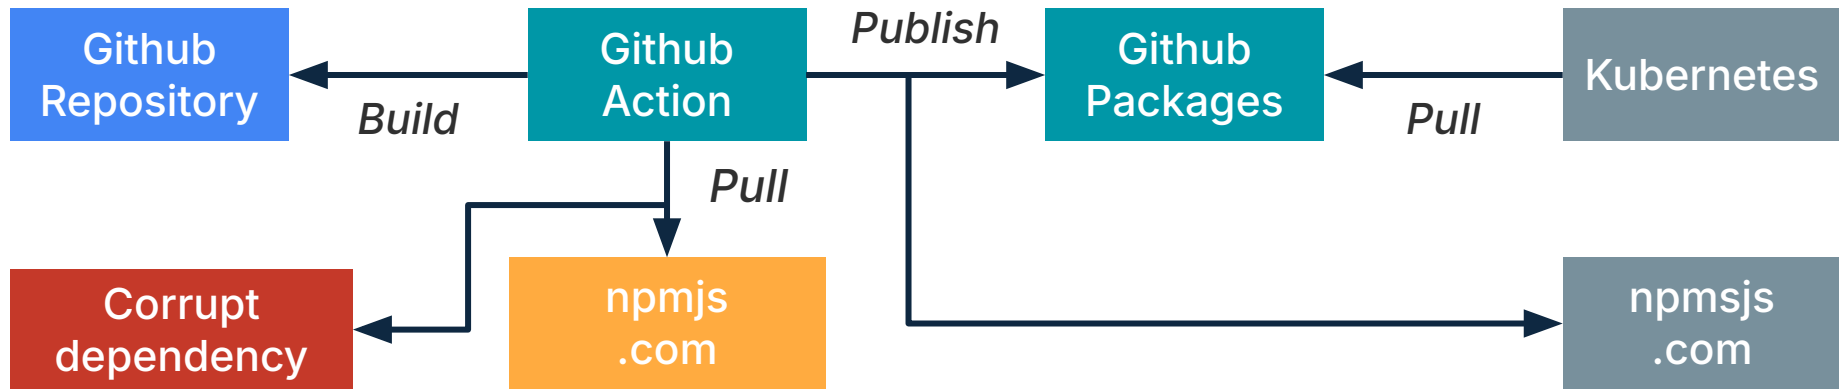 Github
Repository
Build
Github
Action
Publish
Github
Packages
Pull
Kubernetes
Pull
Corrupt
dependency
npmjs
.com
npmsjs
.com